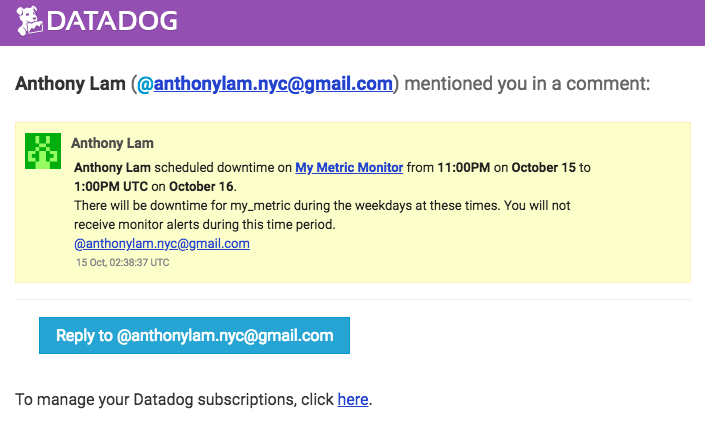 DATADOG
Anthony Lam (@anthonylam.nyc@gmail.com) mentioned you in a comment:
Anthony Lam
Anthony Lam scheduled downtime on My Metric Monitor from 11:00PM on October 15 to
1:00PM UTC on October 16.
There will be downtime for my_metric during the weekdays at these times. You will not
receive monitor alerts during this time period.
@anthonylam.nyc@gmail.com
15 Oct, 02:38:37 UTC
Reply to @anthonylam.nyc@gmail.com
To manage your Datadog subscriptions, click here.